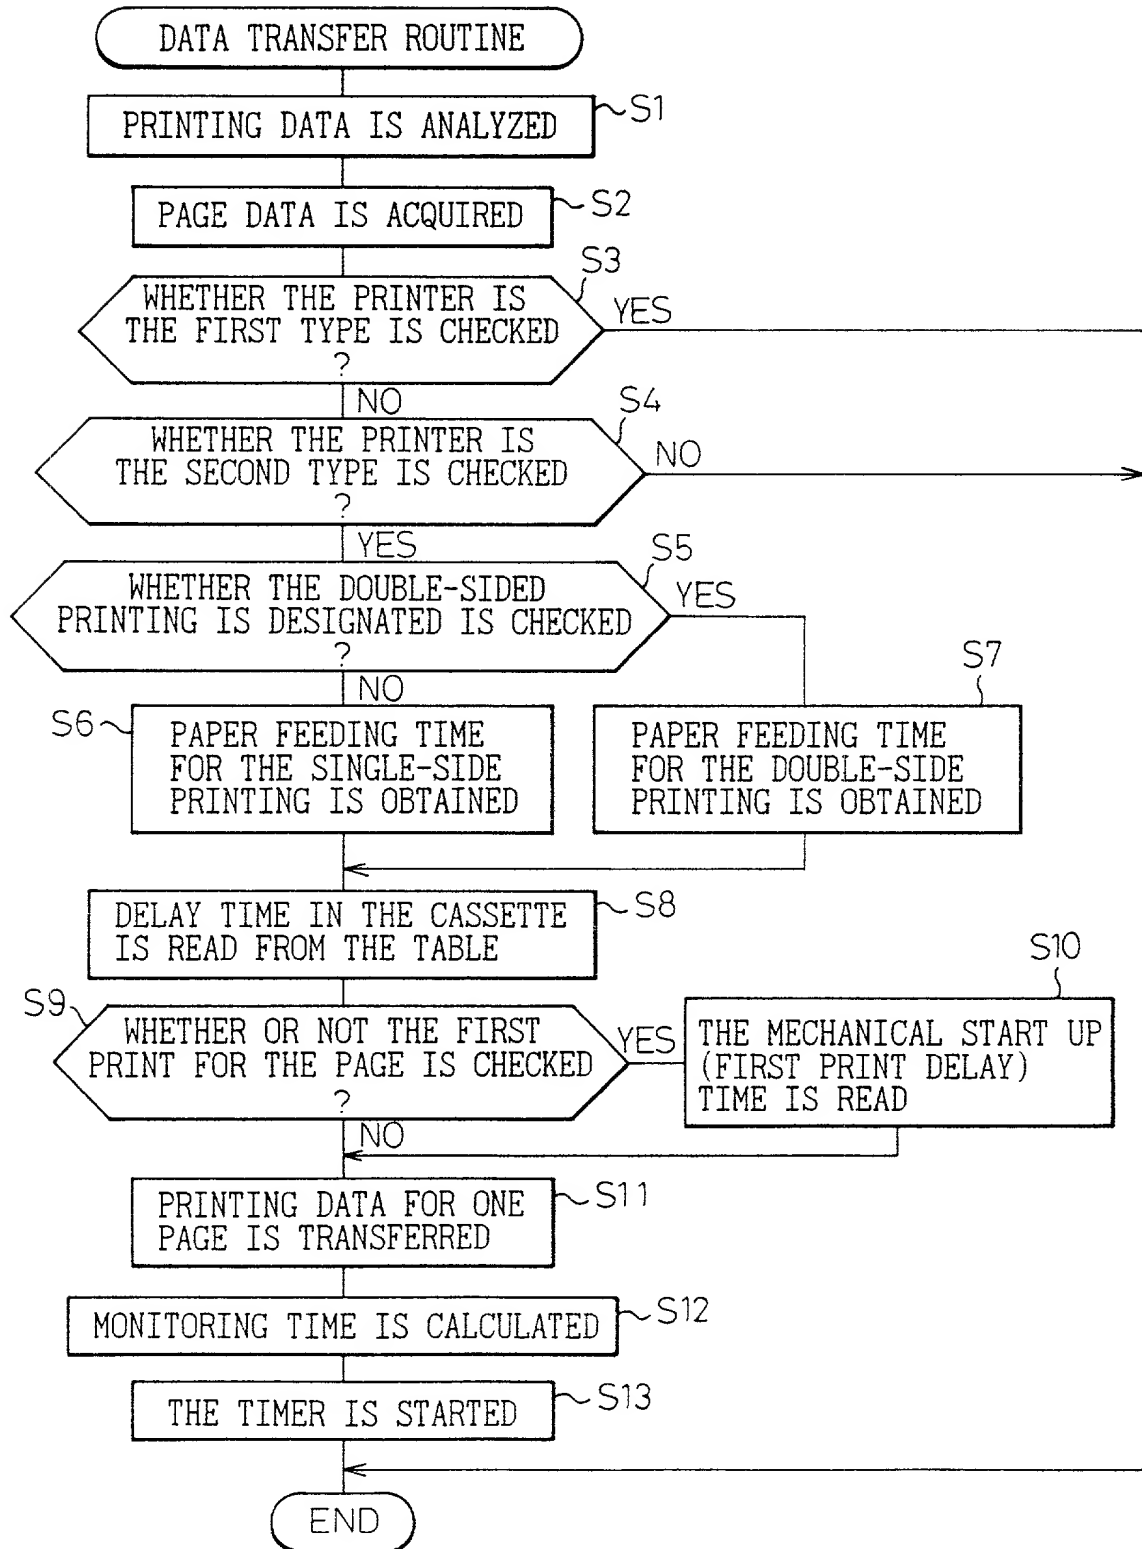 DATA TRANSFER ROUTINE
PRINTING DATA IS ANALYZED
S1
PAGE DATA IS ACQUIRED
S2
S3
WHETHER THE PRINTER IS
THE FIRST TYPE IS CHECKED
?
YES
NO
S4
WHETHER THE PRINTER IS
THE SECOND TYPE IS CHECKED
?
NO
YES
S5
WHETHER THE DOUBLE-SIDED
PRINTING IS DESIGNATED IS CHECKED
?
YES
NO
S6
PAPER FEEDING TIME
FOR THE SINGLE-SIDE
PRINTING IS OBTAINED
S7
PAPER FEEDING TIME
FOR THE DOUBLE-SIDE
PRINTING IS OBTAINED
DELAY TIME IN THE CASSETTE
IS READ FROM THE TABLE
S8
S9
WHETHER OR NOT THE FIRST
PRINT FOR THE PAGE IS CHECKED
?
YES
NO
S10
THE MECHANICAL START UP
(FIRST PRINT DELAY)
TIME IS READ
PRINTING DATA FOR ONE
PAGE IS TRANSFERRED
S11
MONITORING TIME IS CALCULATED
S12
THE TIMER IS STARTED
S13
END